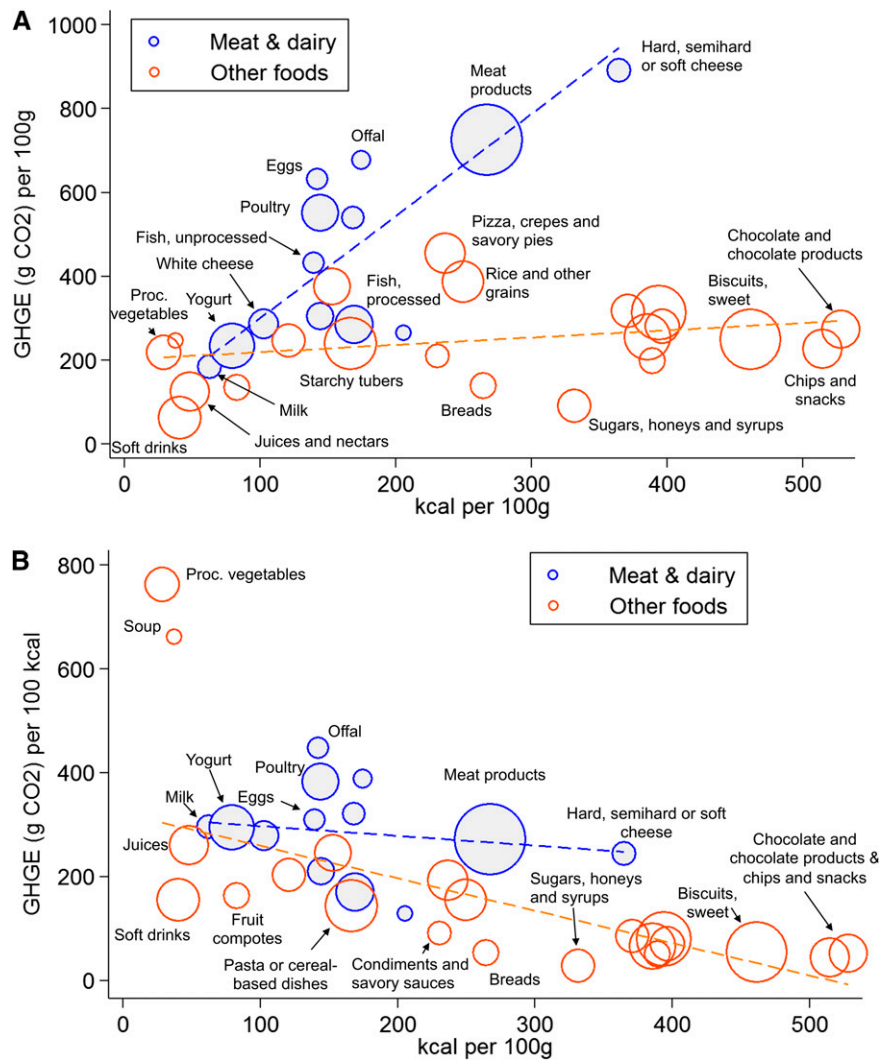 A
GHGE (g CO2) per 100g
1000
800
600
400
200
0
Meat & dairy
Other foods
Hard, semihard
or soft cheese
Meat
products
Offal
Eggs
Poultry
Fish, unprocessed
White cheese
Proc.
vegetables
Yogurt
Fish,
processed
Pizza, crepes and
savory pies
Rice and other
grains
Chocolate and
chocolate products
Biscuits,
sweet
Starchy tubers
Milk
Breads
Chips and
snacks
Sugars, honeys and syrups
Juices and nectars
Soft drinks
0 100 200 300 400 500
kcal per 100g
B
GHGE (g CO2) per 100 kcal
800
600
400
200
0
Proc. vegetables
Meat & dairy
Other foods
Soup
Offal
Yogurt
Poultry
Meat products
Milk
Eggs
Hard, semihard or soft
cheese
Juices
Chocolate and
chocolate products &
chips and snacks
Sugars, honeys
and syrups
Biscuits,
sweet
Soft drinks
Fruit
compotes
Pasta or cereal-
based dishes
Condiments and
savory sauces
Breads
0 100 200 300 400 500
kcal per 100g